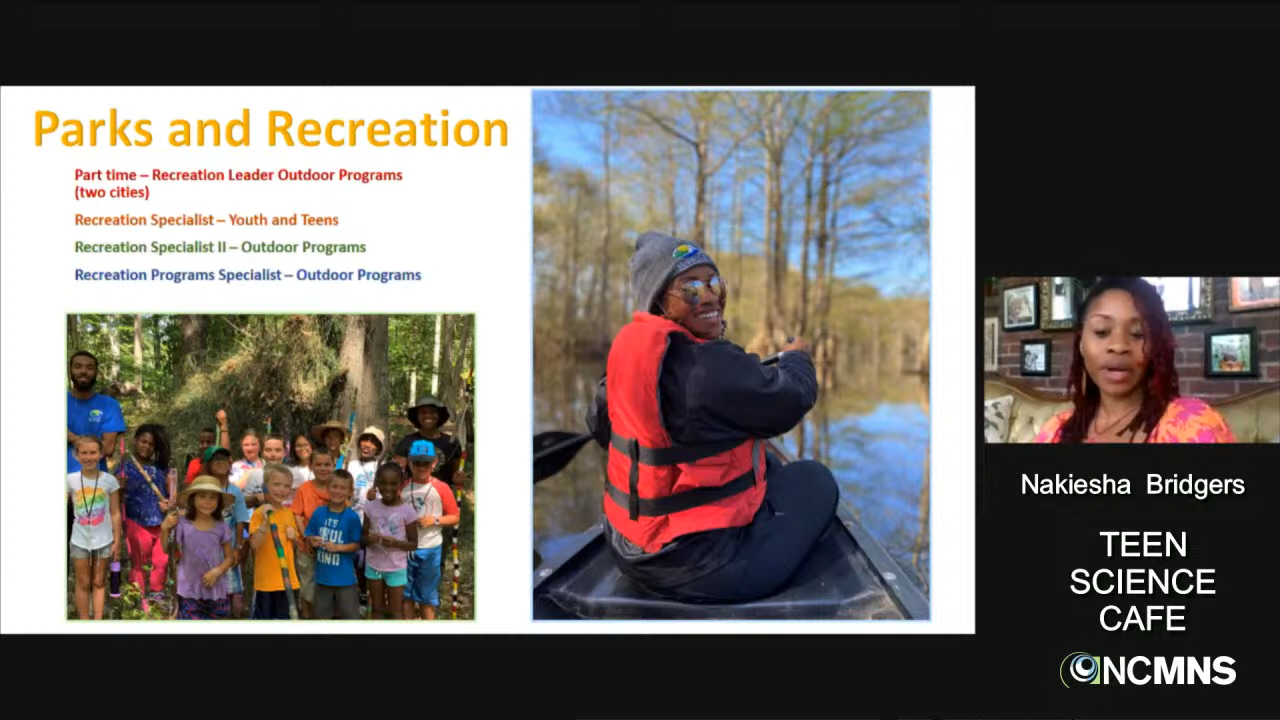 Parks and Recreation
Part time – Recreation Leader Outdoor Programs
(two cities)
Recreation Specialist – Youth and Teens
Recreation Specialist II – Outdoor Programs
Recreation Programs Specialist – Outdoor Programs
Nakiesha Bridgers
TEEN
SCIENCE
CAFE
NCMNS